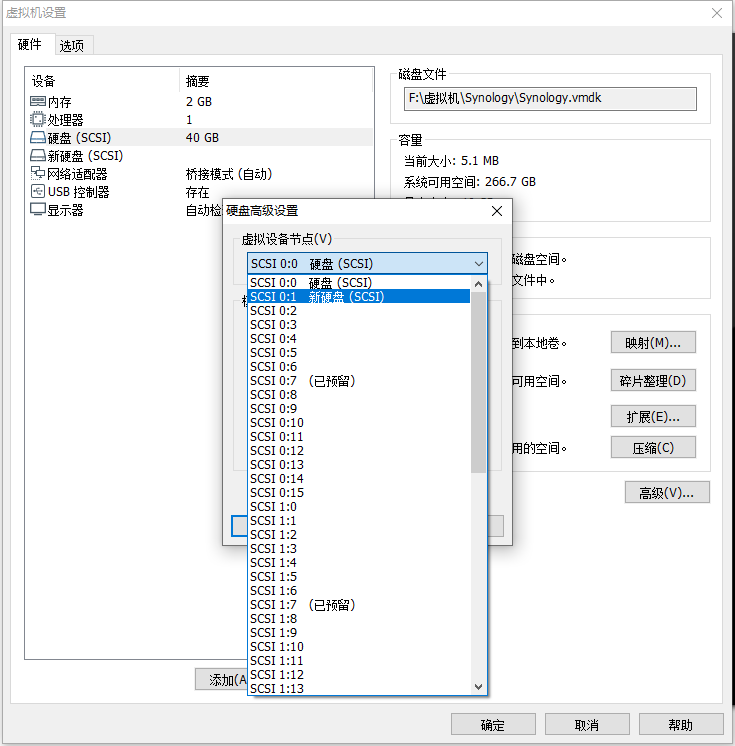 虚拟机设置
硬件 选项
设备 摘要
内存 2 GB
处理器 1
硬盘 (SCSI) 40 GB
新硬盘 (SCSI)
网络适配器 桥接模式 (自动)
USB 控制器 存在
显示器
磁盘文件
F:\虚拟机\Synology\Synology.vmdk
容量
当前大小: 5.1 MB
系统可用空间: 266.7 GB
磁盘空间。
文件中。
到本地卷。 映射(M)...
可用空间。 碎片整理(D)
扩展(E)...
用的空间。 压缩(C)
高级(V)...
硬盘高级设置
虚拟设备节点(V)
SCSI 0:0 硬盘 (SCSI)
SCSI 0:0 硬盘 (SCSI)
SCSI 0:1 新硬盘 (SCSI)
SCSI 0:2
SCSI 0:3
SCSI 0:4
SCSI 0:5
SCSI 0:6
SCSI 0:7 (已预留)
SCSI 0:8
SCSI 0:9
SCSI 0:10
SCSI 0:11
SCSI 0:12
SCSI 0:13
SCSI 0:14
SCSI 0:15
SCSI 1:0
SCSI 1:1
SCSI 1:2
SCSI 1:3
SCSI 1:4
SCSI 1:5
SCSI 1:6
SCSI 1:7 (已预留)
SCSI 1:8
SCSI 1:9
SCSI 1:10
SCSI 1:11
SCSI 1:12
SCSI 1:13
添加(A
确定 取消 帮助